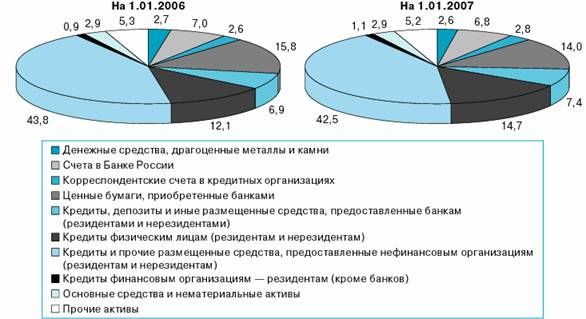 На 1.01.2006
0,9
2,9
5,3
2,7
7,0
2,6
15,8
6,9
12,1
43,8
На 1.01.2007
1,1
2,9
5,2
2,6
6,8
2,8
14,0
7,4
14,7
42,5
Денежные средства, драгоценные металлы и камни
Счета в Банке России
Корреспондентские счета в кредитных организациях
Ценные бумаги, приобретенные банками
Кредиты, депозиты и иные размещенные средства, предоставленные банкам
(резидентами и нерезидентами)
Кредиты физическим лицам (резидентам и нерезидентам)
Кредиты и прочие размещенные средства, предоставленные нефинансовым организациям
(резидентам и нерезидентам)
Кредиты финансовым организациям — резидентам (кроме банков)
Основные средства и нематериальные активы
Прочие активы